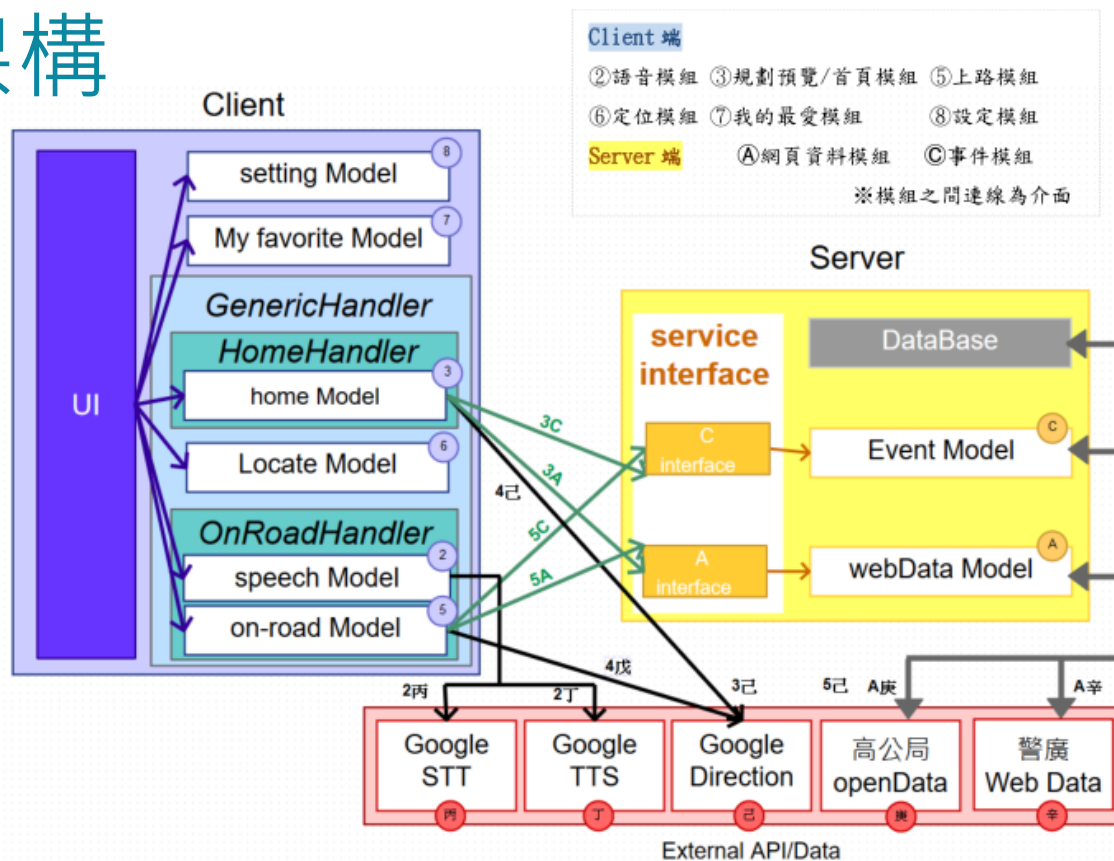 架構
Client 端
②語音模組 ③規劃預覽/首頁模組 ⑤上路模組
⑥定位模組 ⑦我的最愛模組 ⑧設定模組
Server 端 Ⓐ網頁資料模組 Ⓒ事件模組
※模組之間連線為介面
Client
UI
setting Model
8
My favorite Model
7
GenericHandler
HomeHandler
home Model
3
Locate Model
6
OnRoadHandler
speech Model
2
on-road Model
5
3C
3A
4己
5C
5A
4戊
Server
service
interface
DataBase
C
interface
Event Model
C
A
interface
webData Model
A
2丙
2丁
3己
5己
A庚
A辛
Google
STT
丙
Google
TTS
丁
Google
Direction
己
高公局
openData
庚
警廣
Web Data
辛
External API/Data